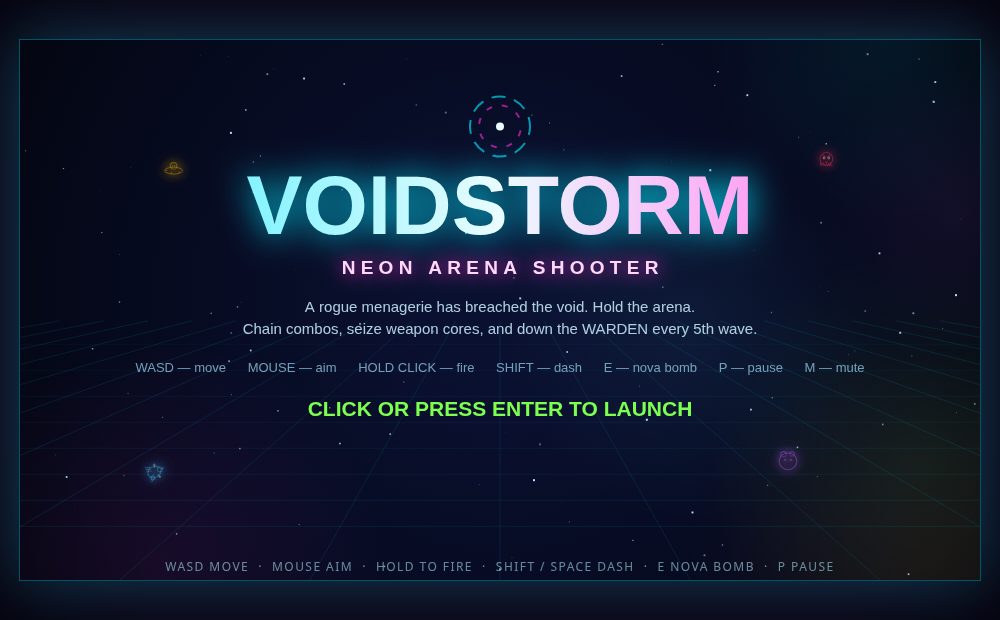 VOIDSTORM
NEON ARENA SHOOTER
A rogue menagerie has breached the void. Hold the arena.
Chain combos, seize weapon cores, and down the WARDEN every 5th wave.
WASD — move MOUSE — aim HOLD CLICK — fire SHIFT — dash E — nova bomb P — pause M — mute
CLICK OR PRESS ENTER TO LAUNCH
WASD MOVE · MOUSE AIM · HOLD TO FIRE · SHIFT / SPACE DASH · E NOVA BOMB · P PAUSE